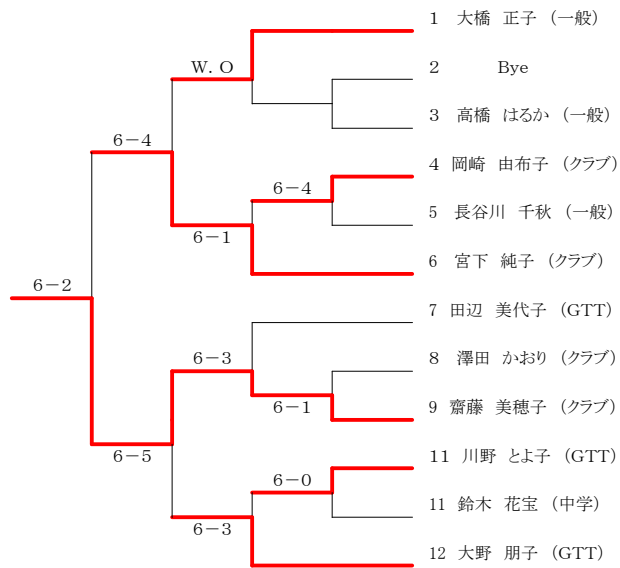 1 大橋 正子 (一般)
W.O
2 Bye
3 高橋 はるか (一般)
6-4
4 岡崎 由布子 (クラブ)
6-4
5 長谷川 千秋 (一般)
6-1
6 宮下 純子 (クラブ)
6-2
7 田辺 美代子 (GTT)
6-3
8 澤田 かおり (クラブ)
6-1
9 齋藤 美穂子 (クラブ)
6-5
11 川野 とよ子 (GTT)
6-0
11 鈴木 花宝 (中学)
6-3
12 大野 朋子 (GTT)